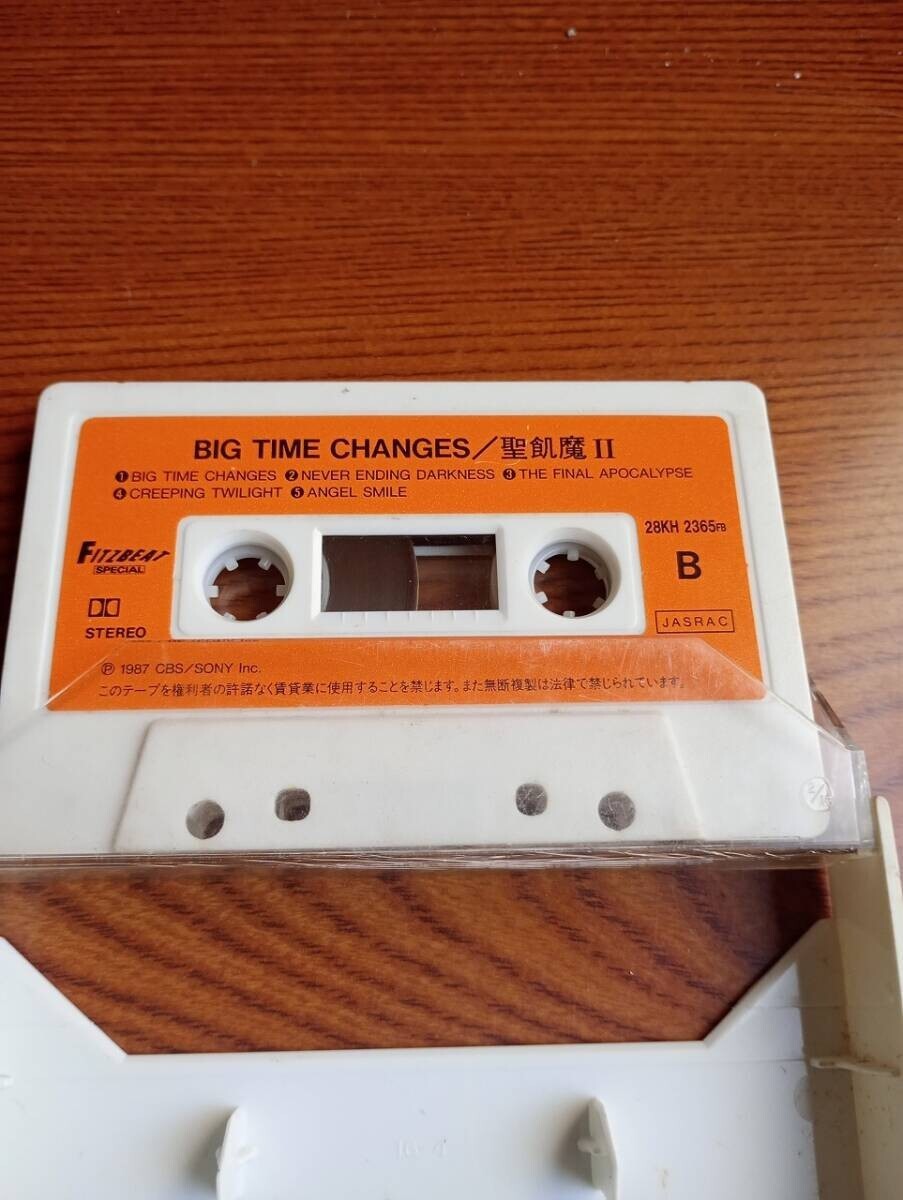 BIG TIME CHANGES/聖飢魔II
❶BIG TIME CHANGES ❷NEVER ENDING DARKNESS ❸THE FINAL APOCALYPSE
❹CREEPING TWILIGHT ❺ANGEL SMILE
28KH 2365FB
FITZBEAT
SPECIAL
B
STEREO
JASRAC
Ⓟ 1987 CBS/SONY Inc.
このテープを権利者の許諾なく賃貸業に使用することを禁じます。また無断複製は法律で禁じられています。